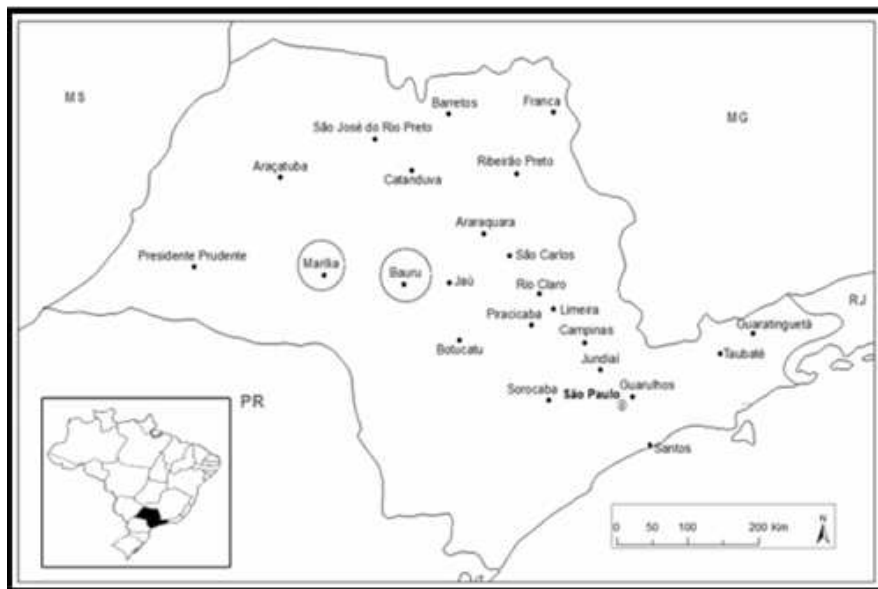 MS
Barretos
Franca
MG
São José do Rio Preto
Araçatuba
Catanduva
Ribeirão Preto
Araraquara
Presidente Prudente
Marília
Bauru
São Carlos
Jaú
Rio Claro
Limeira
Piracicaba
Campinas
RJ
Guaratinguetá
Taubaté
Botucatu
Jundiaí
Sorocaba
São Paulo
Guarulhos
PR
Santos
0 50 100 200 Km
N